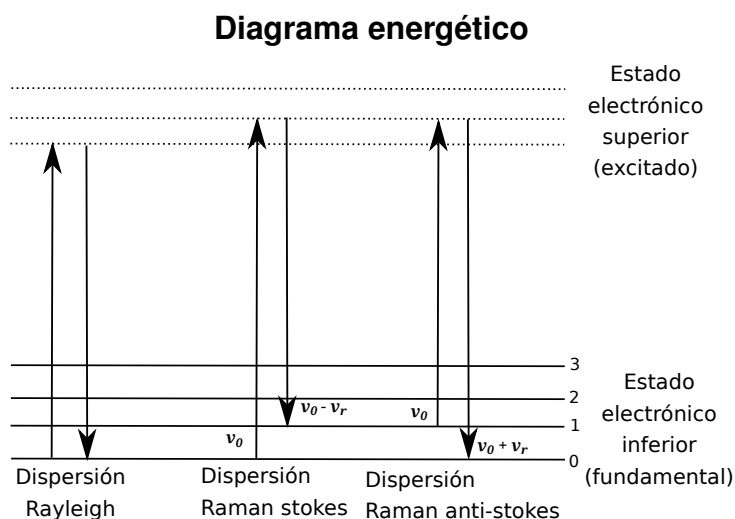 Diagrama energético
Estado
electrónico
superior
(excitado)
3
2
1
0
ν0 - νr
ν0
ν0
ν0 + νr
Estado
electrónico
inferior
(fundamental)
Dispersión
Rayleigh
Dispersión
Raman stokes
Dispersión
Raman anti-stokes